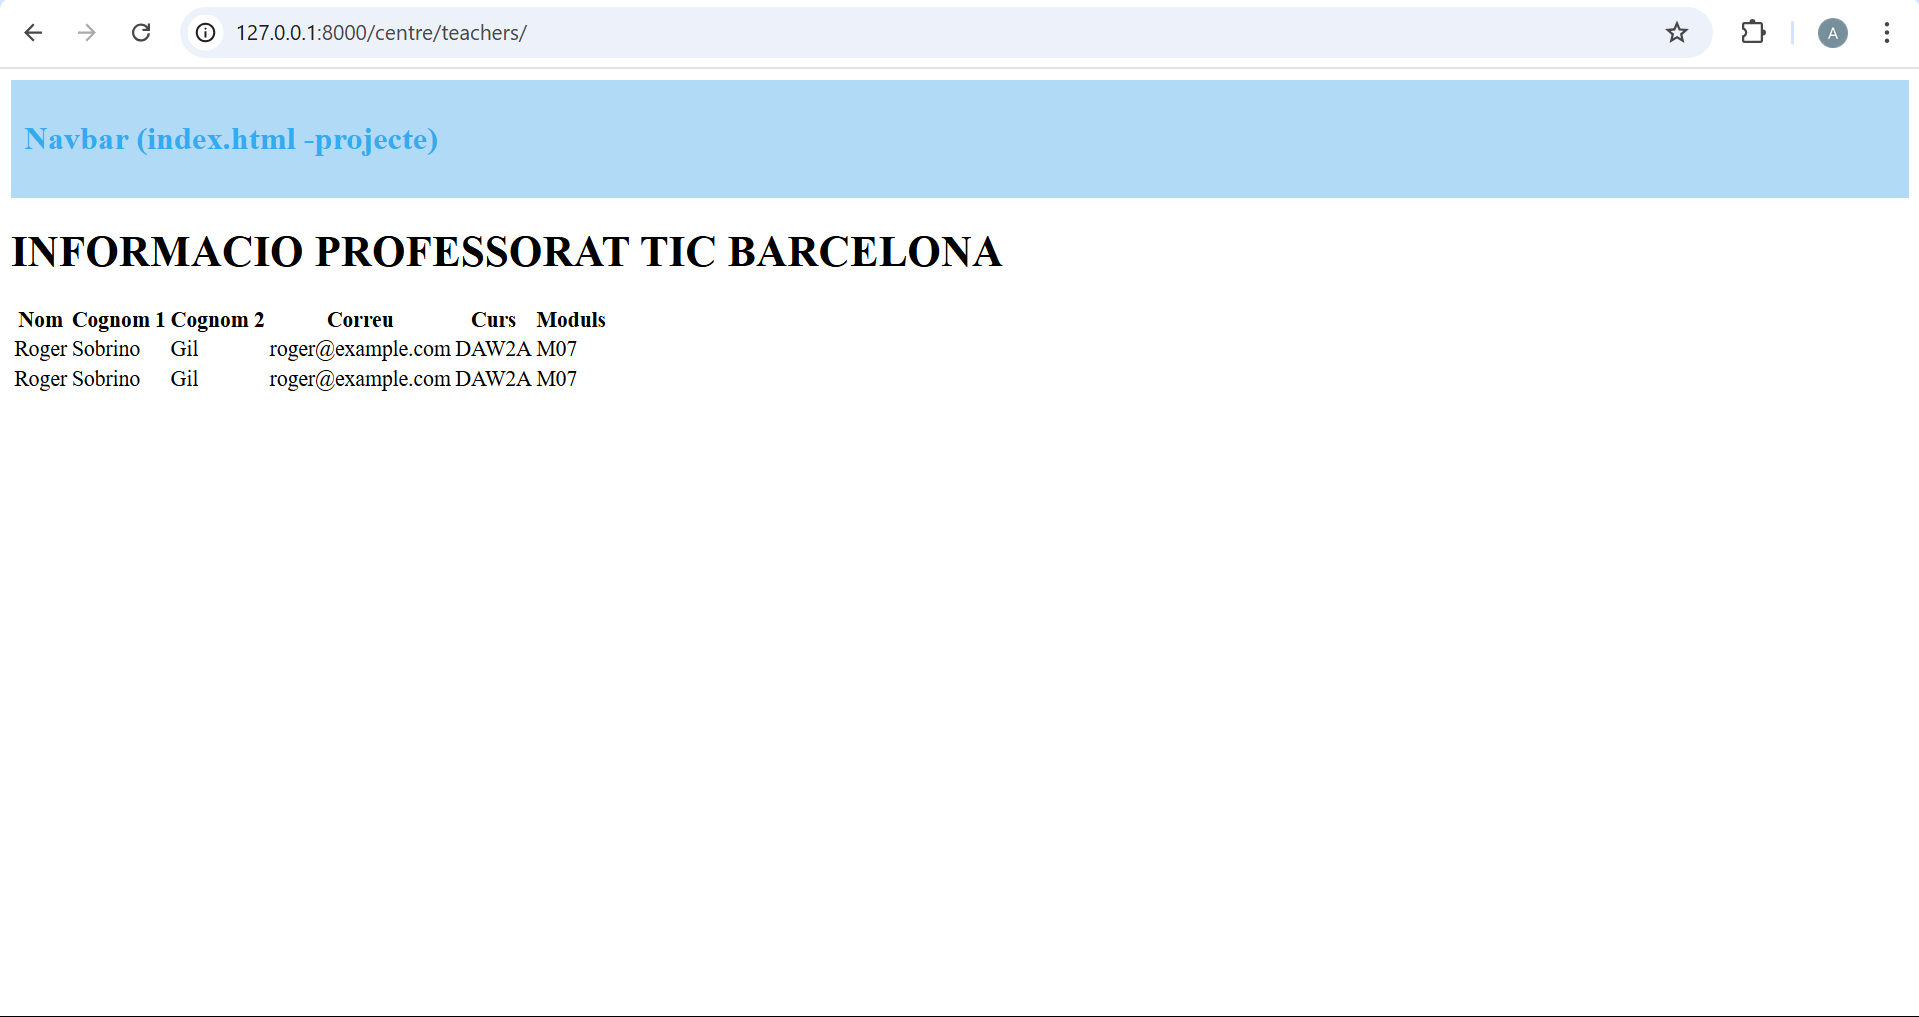 127.0.0.1:8000/centre/teachers/
A
Navbar (index.html -projecte)
INFORMACIO PROFESSORAT TIC BARCELONA
Nom Cognom 1 Cognom 2 Correu Curs Moduls
Roger Sobrino Gil roger@example.com DAW2A M07
Roger Sobrino Gil roger@example.com DAW2A M07